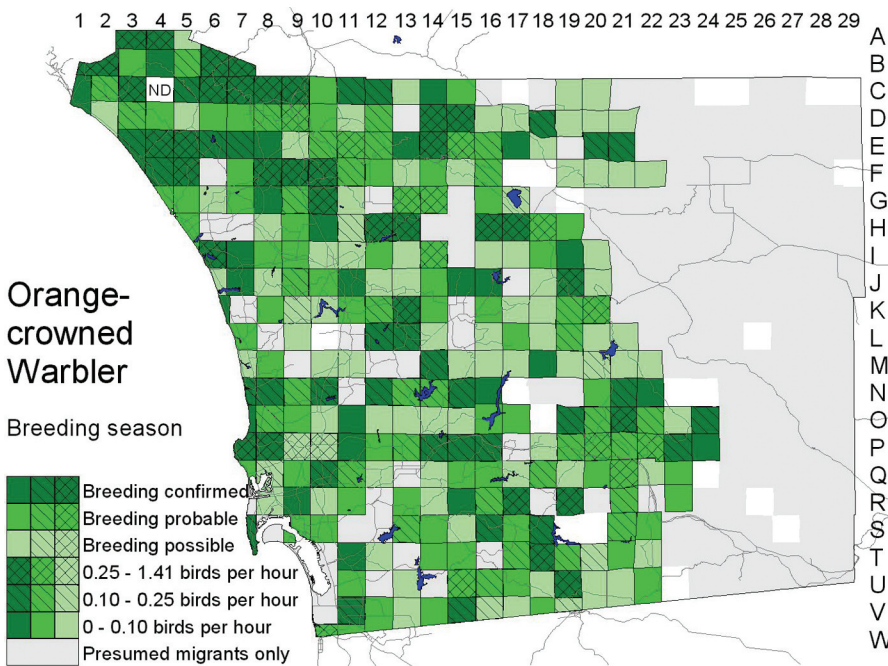 1 2 3 4 5 6 7 8 9 10 11 12 13 14 15 16 17 18 19 20 21 22 23 24 25 26 27 28 29
A
B
C
D
E
F
G
H
I
J
K
L
M
N
O
P
Q
R
S
T
U
V
W
ND
Orange-
crowned
Warbler
Breeding season
Breeding confirmed
Breeding probable
Breeding possible
0.25 - 1.41 birds per hour
0.10 - 0.25 birds per hour
0 - 0.10 birds per hour
Presumed migrants only